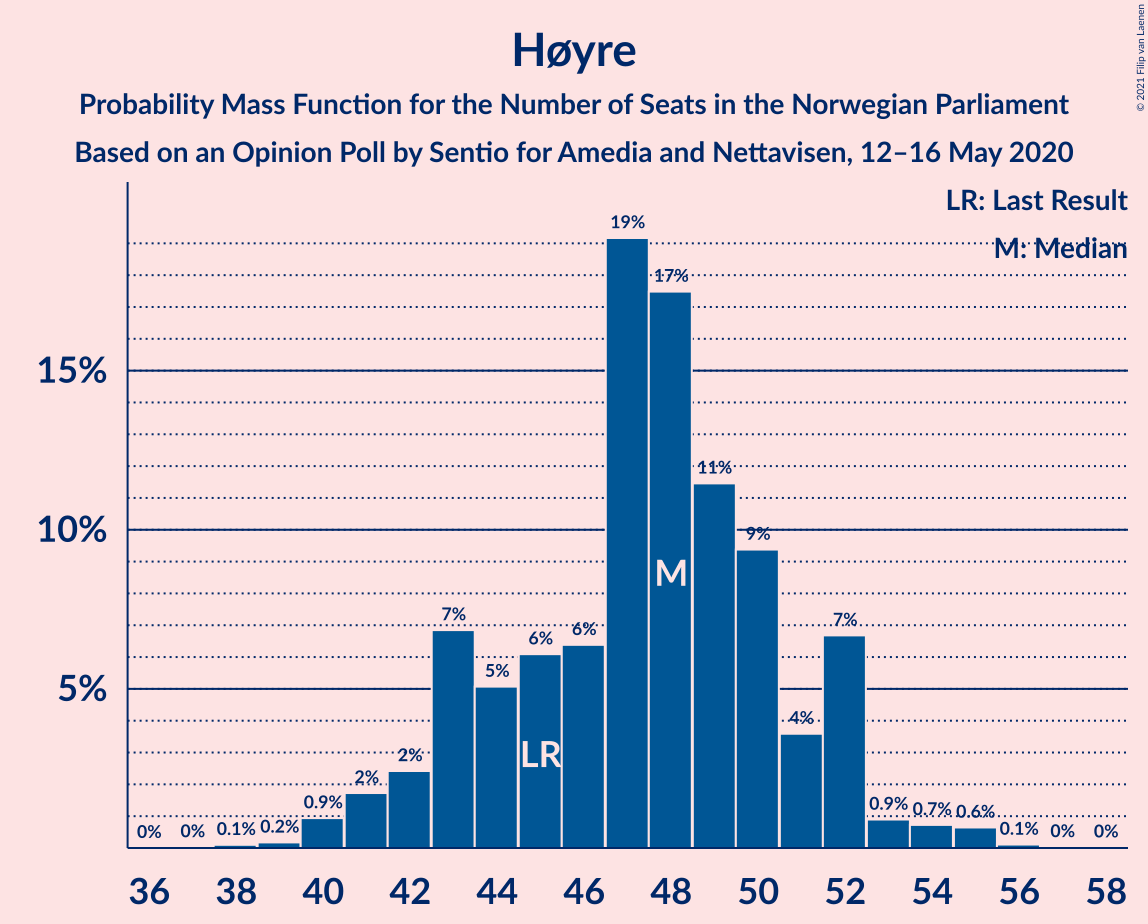 Høyre
Probability Mass Function for the Number of Seats in the Norwegian Parliament
Based on an Opinion Poll by Sentio for Amedia and Nettavisen, 12–16 May 2020
© 2021 Filip van Laenen
LR: Last Result
M: Median
15%
10%
5%
0% 0% 0.1% 0.2% 0.9% 2% 2% 7% 5% 6% 6% 19% 17% 11% 9% 4% 7% 0.9% 0.7% 0.6% 0.1% 0% 0%
M
LR
36 38 40 42 44 46 48 50 52 54 56 58